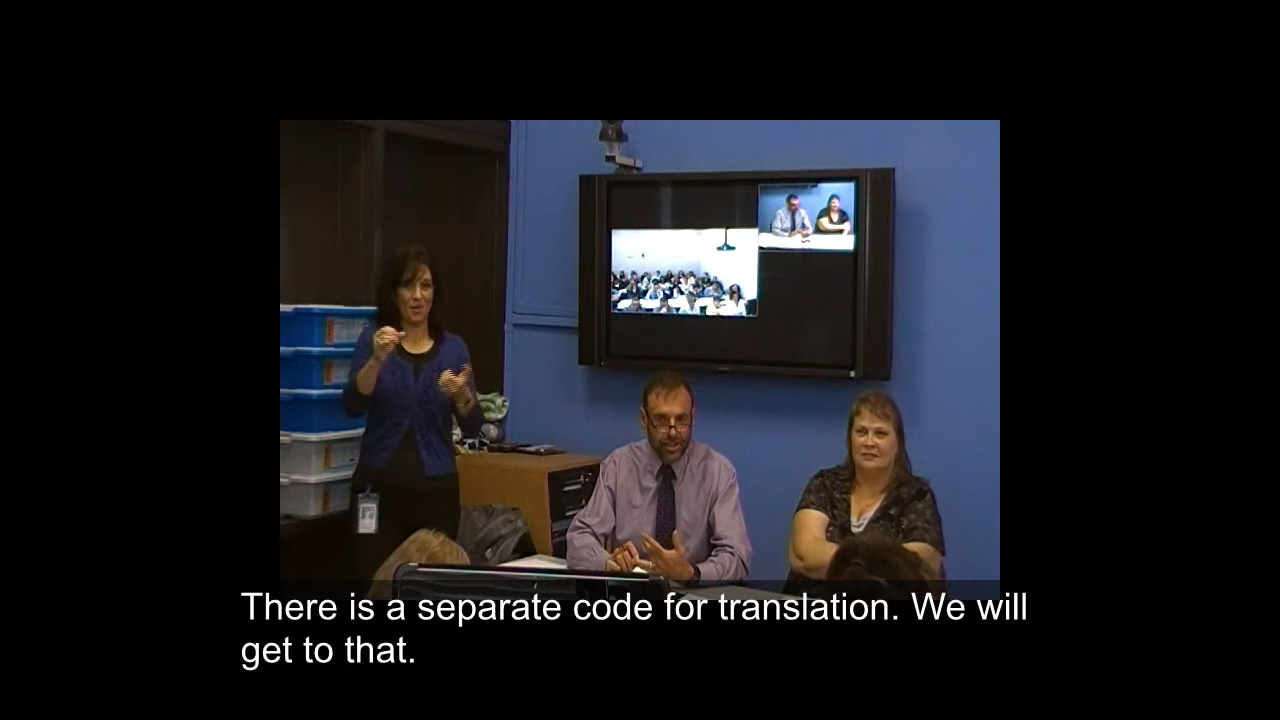 There is a separate code for translation. We will
get to that.